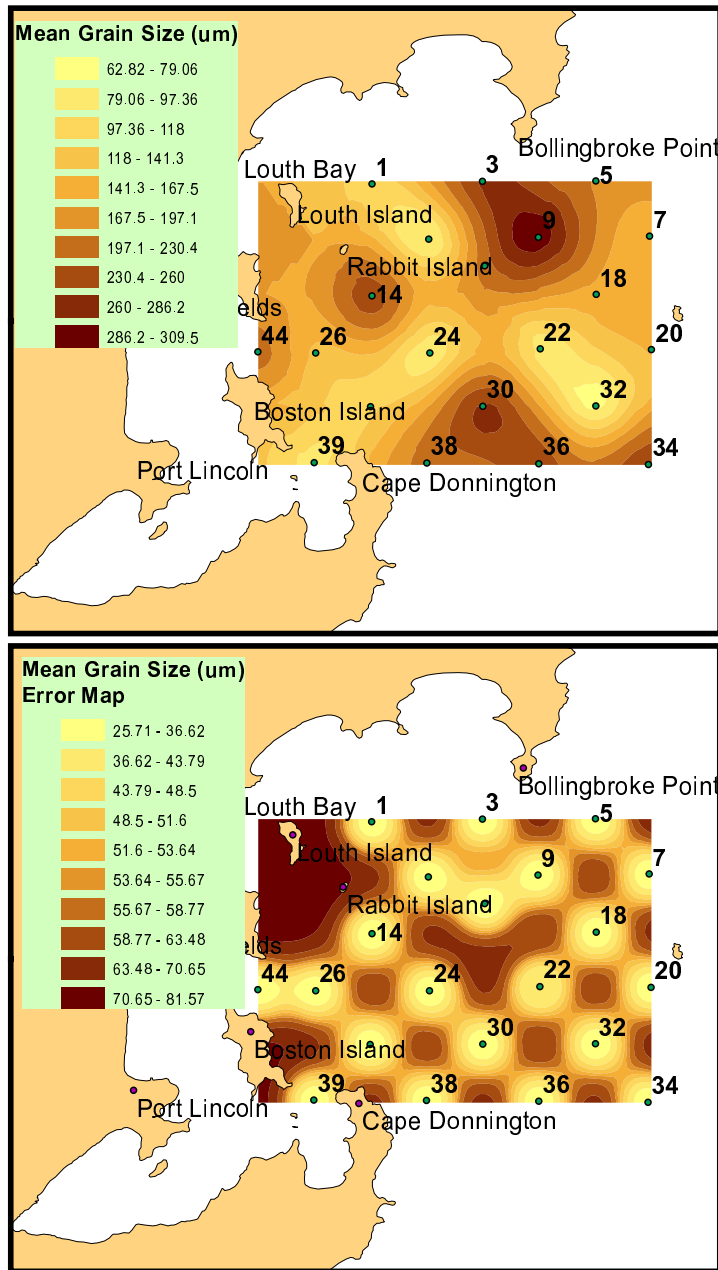 Mean Grain Size (um)
62.82 - 79.06
79.06 - 97.36
97.36 - 118
118 - 141.3
141.3 - 167.5
167.5 - 197.1
197.1 - 230.4
230.4 - 260
260 - 286.2
286.2 - 309.5
Bollingbroke Point
Louth Bay
1
3
5
Louth Island
9
7
Rabbit Island
14
18
elds
44
26
24
22
20
30
32
Boston Island
39
38
36
34
Port Lincoln
Cape Donnington
Mean Grain Size (um)
Error Map
25.71 - 36.62
36.62 - 43.79
43.79 - 48.5
48.5 - 51.6
51.6 - 53.64
53.64 - 55.67
55.67 - 58.77
58.77 - 63.48
63.48 - 70.65
70.65 - 81.57
Bollingbroke Point
Louth Bay
1
3
5
Louth Island
9
7
Rabbit Island
14
18
elds
44
26
24
22
20
30
32
Boston Island
39
38
36
34
Port Lincoln
Cape Donnington